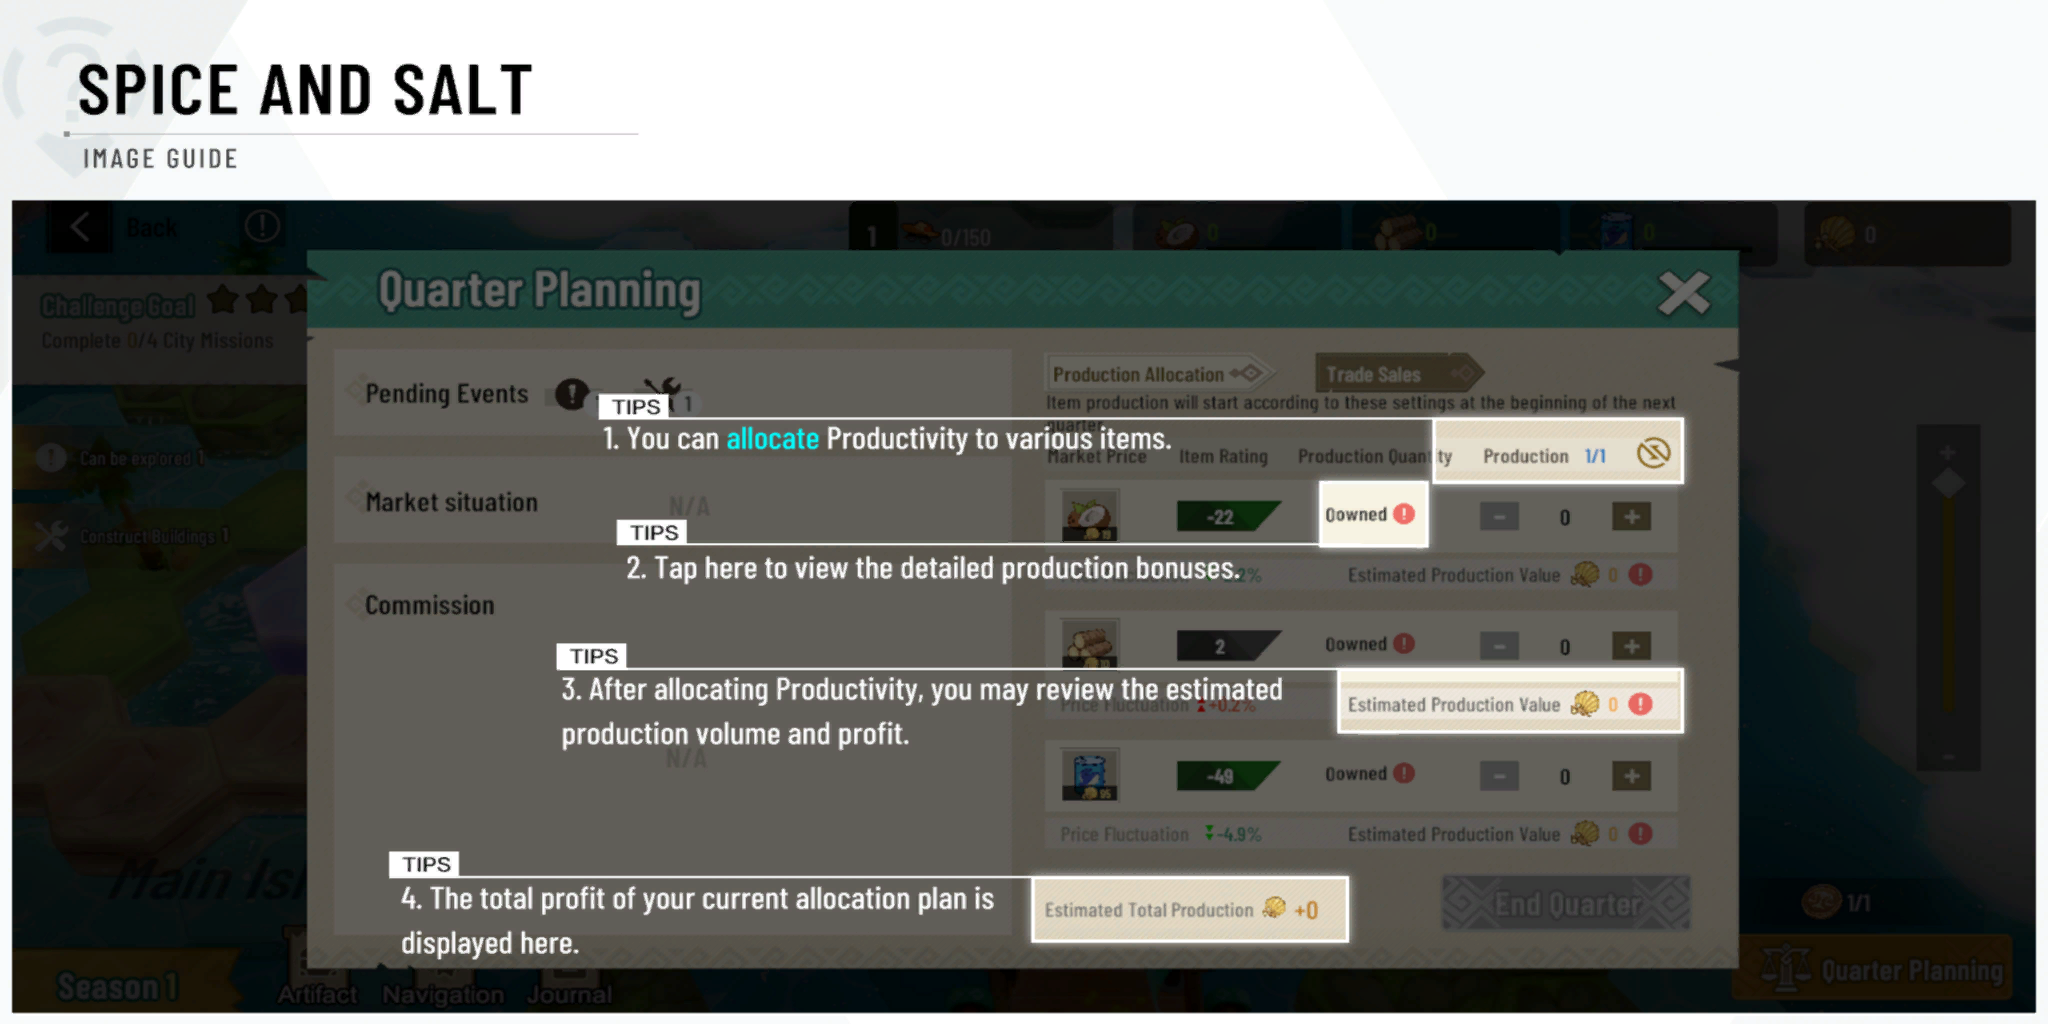 SPICE AND SALT
IMAGE GUIDE
Back
1
0/150
0
0
0
0
Challenge Goal
Complete 0/4 City Missions
Quarter Planning
Pending Events
1
Production Allocation
Trade Sales
Item production will start according to these settings at the beginning of the next
quarter.
TIPS
1. You can allocate Productivity to various items.
Market Price
Item Rating
Production Quantity
Production 1/1
Can be explored 1
Market situation
N/A
-22
0owned
0
TIPS
2. Tap here to view the detailed production bonuses.
Construct Buildings 1
Estimated Production Value 0
Commission
2
0owned
0
TIPS
3. After allocating Productivity, you may review the estimated
production volume and profit.
Price Fluctuation +0.2%
Estimated Production Value 0
N/A
95
-49
0owned
0
Price Fluctuation -4.9%
Estimated Production Value 0
TIPS
4. The total profit of your current allocation plan is
displayed here.
Estimated Total Production +0
End Quarter
1/1
Season 1
Artifact
Navigation
Journal
Quarter Planning